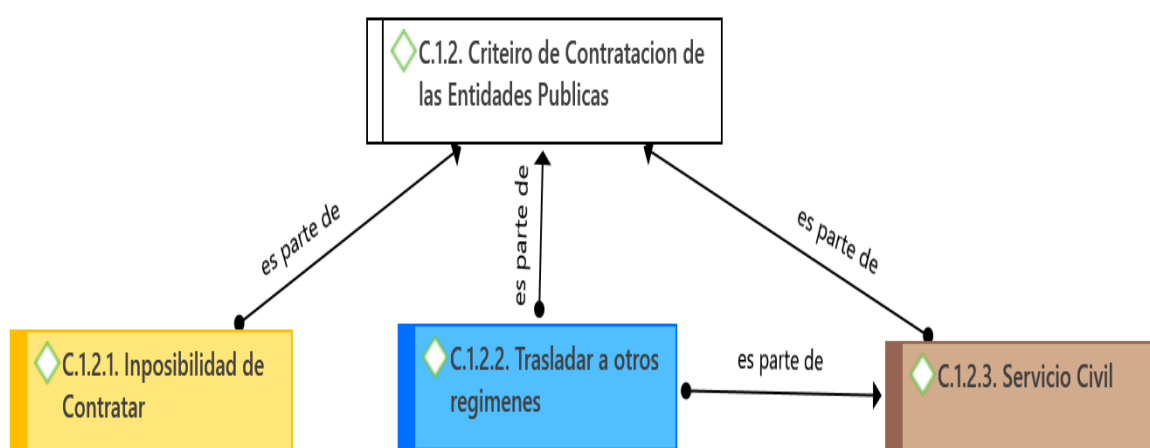 C.1.2. Criteiro de Contratacion de
las Entidades Publicas
es parte de
es parte de
es parte de
C.1.2.1. Inposibilidad de
Contratar
C.1.2.2. Trasladar a otros
regimenes
es parte de
C.1.2.3. Servicio Civil